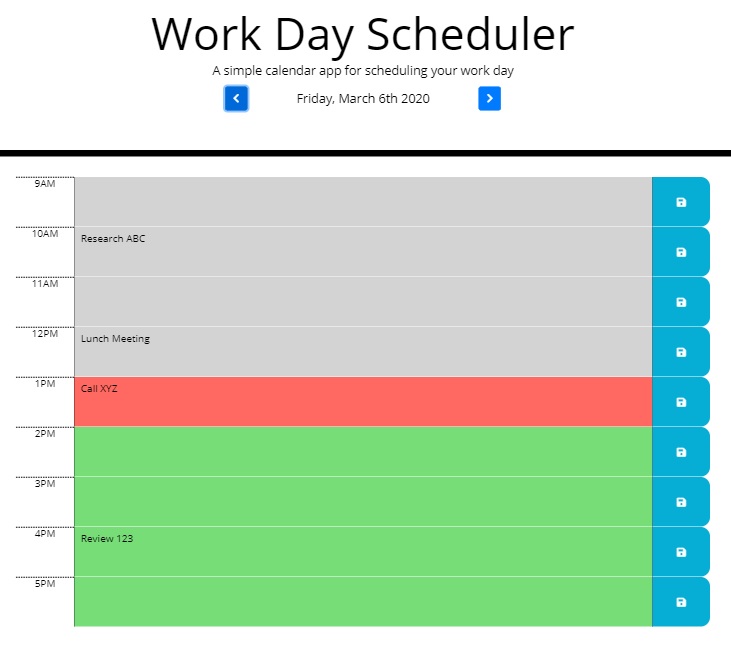 Work Day Scheduler
A simple calendar app for scheduling your work day
Friday, March 6th 2020
9AM
10AM
Research ABC
11AM
12PM
Lunch Meeting
1PM
Call XYZ
2PM
3PM
4PM
Review 123
5PM